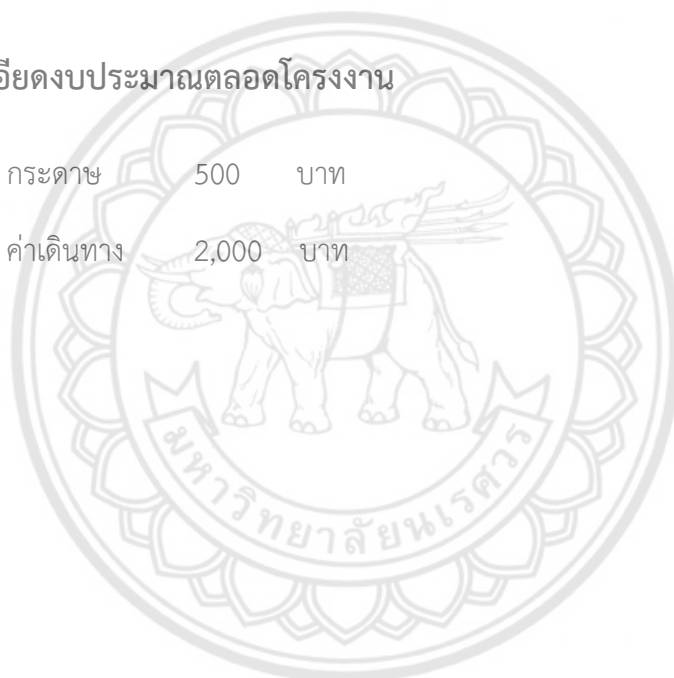 อียดงบประมาณตลอดโครงงาน
กระดาษ 500 บาท
ค่าเดินทาง 2,000 บาท
มหาวิทยาลัยนเรศวร